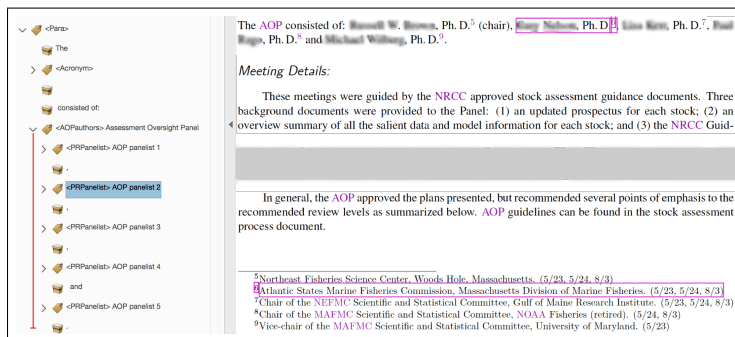 <Para>
The
<Acronym>
consisted of:
<AOPauthors> Assessment Oversight Panel
<PRPanelist> AOP panelist 1
,
<PRPanelist> AOP panelist 2
,
<PRPanelist> AOP panelist 3
,
<PRPanelist> AOP panelist 4
and
<PRPanelist> AOP panelist 5
.
The AOP consisted of: Ph. D.5 (chair), Ph. D.6, Ph. D.7,
Ph. D.8 and Ph. D.9.
Meeting Details:
These meetings were guided by the NRCC approved stock assessment guidance documents. Three
background documents were provided to the Panel: (1) an updated prospectus for each stock; (2) an
overview summary of all the salient data and model information for each stock; and (3) the NRCC Guid-
In general, the AOP approved the plans presented, but recommended several points of emphasis to the
recommended review levels as summarized below. AOP guidelines can be found in the stock assessment
process document.
5Northeast Fisheries Science Center, Woods Hole, Massachusetts. (5/23, 5/24, 8/3)
6Atlantic States Marine Fisheries Commission, Massachusetts Division of Marine Fisheries. (5/23, 5/24, 8/3)
7Chair of the NEFMC Scientific and Statistical Committee, Gulf of Maine Research Institute. (5/23, 5/24, 8/3)
8Chair of the MAFMC Scientific and Statistical Committee, NOAA Fisheries (retired). (5/24, 8/3)
9Vice-chair of the MAFMC Scientific and Statistical Committee, University of Maryland. (5/23)